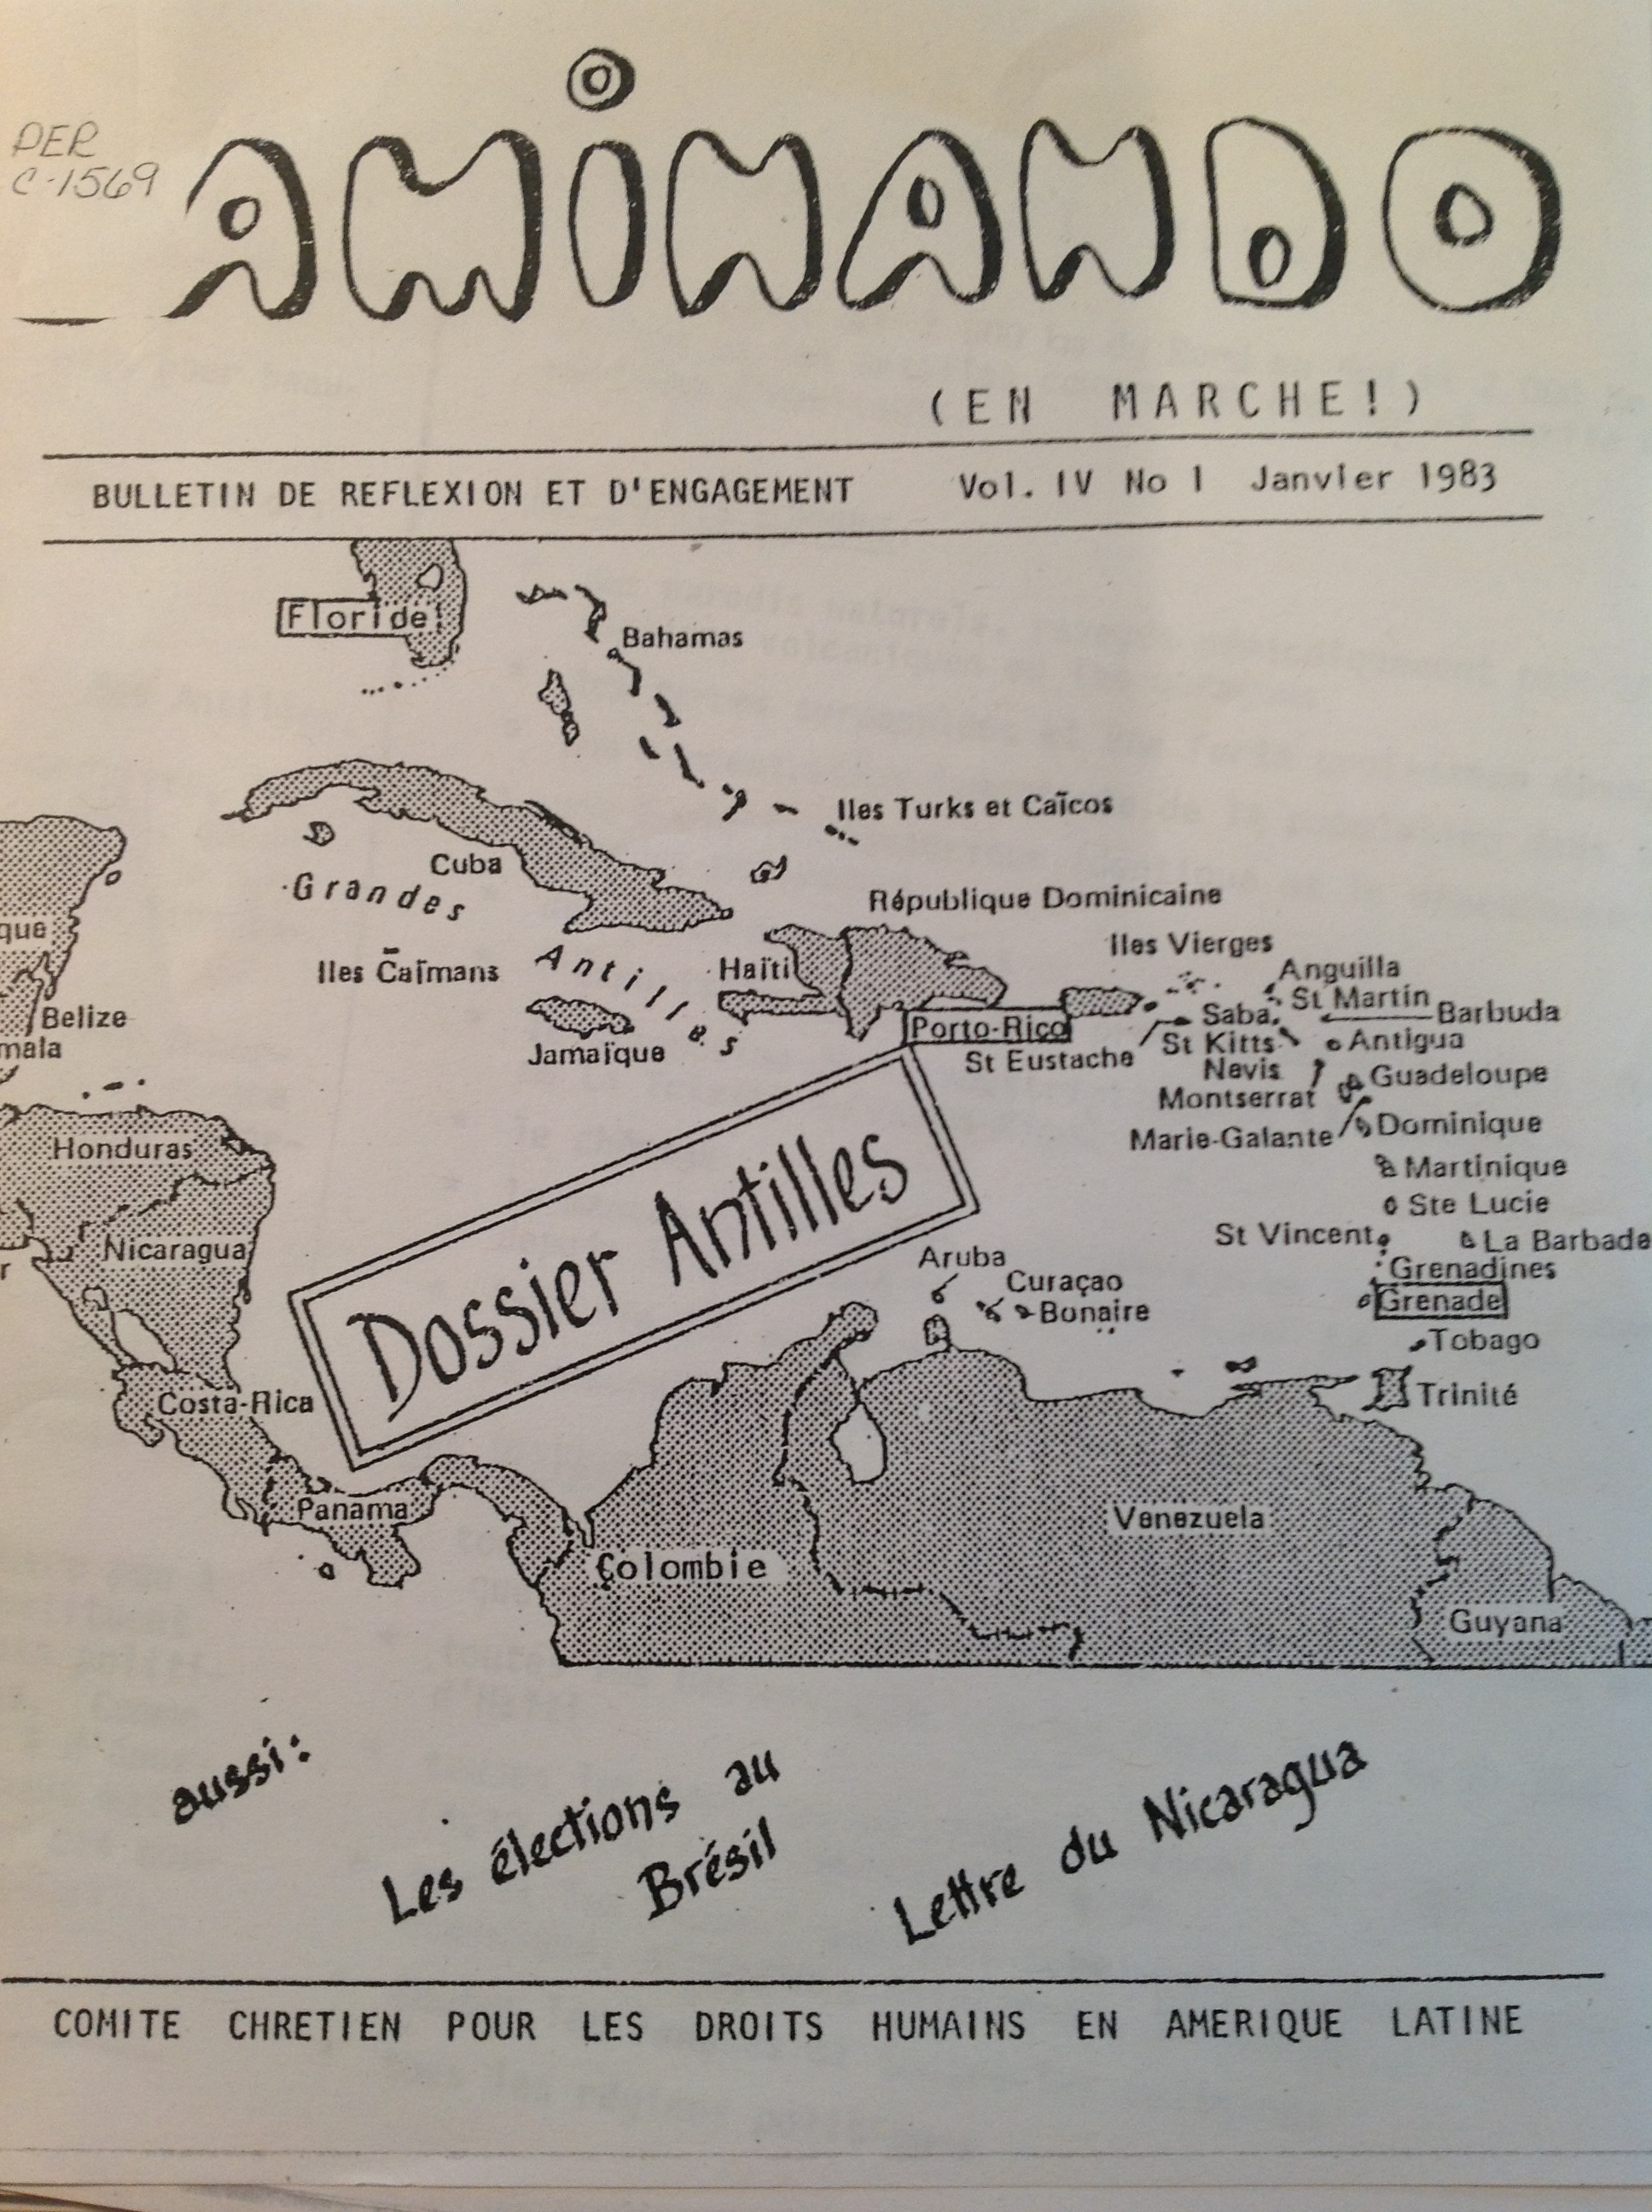 PER
C-1569
AMiNANDO
(EN MARCHE!)
BULLETIN DE REFLEXION ET D'ENGAGEMENT Vol. IV No 1 Janvier 1983
Floride
Bahamas
Iles Turks et Caïcos
Cuba
Grandes
Antilles
République Dominicaine
Iles Caïmans
Haïti
Iles Vierges
Anguilla
St Martin
Saba
Barbuda
Porto-Rico
Jamaïque
St Eustache
St Kitts
Antigua
Nevis
Guadeloupe
Montserrat
Marie-Galante
Dominique
Martinique
Ste Lucie
St Vincent
La Barbade
Grenadines
Grenade
Tobago
Trinité
que
Belize
mala
Honduras
Nicaragua
r
Costa-Rica
Panama
Dossier Antilles
Aruba
Curaçao
Bonaire
Colombie
Venezuela
Guyana
aussi:
Les élections au
Brésil
Lettre du Nicaragua
COMITE CHRETIEN POUR LES DROITS HUMAINS EN AMERIQUE LATINE